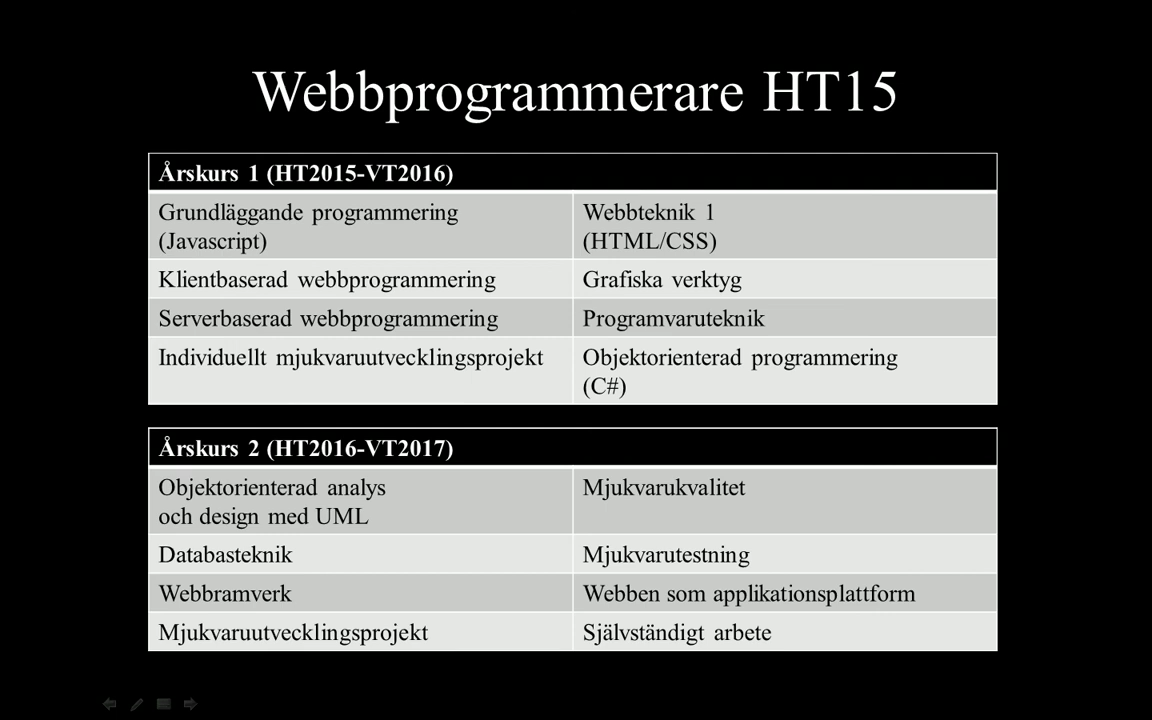 Webbprogrammerare HT15
Årskurs 1 (HT2015-VT2016)
Grundläggande programmering
(Javascript)
Webbteknik 1
(HTML/CSS)
Klientbaserad webbprogrammering
Grafiska verktyg
Serverbaserad webbprogrammering
Programvaruteknik
Individuellt mjukvaruutvecklingsprojekt
Objektorienterad programmering
(C#)
Årskurs 2 (HT2016-VT2017)
Objektorienterad analys
och design med UML
Mjukvarukvalitet
Databasteknik
Mjukvarutestning
Webbramverk
Webben som applikationsplattform
Mjukvaruutvecklingsprojekt
Självständigt arbete